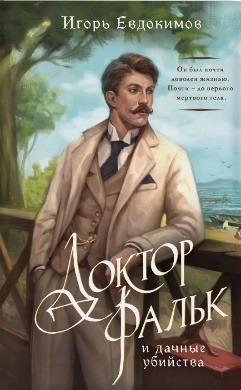 Игорь Евдокимов
Он был почти
доволен жизнью.
Почти – до первого
мертвого тела.
Доктор
Фальк
и дачные
убийства